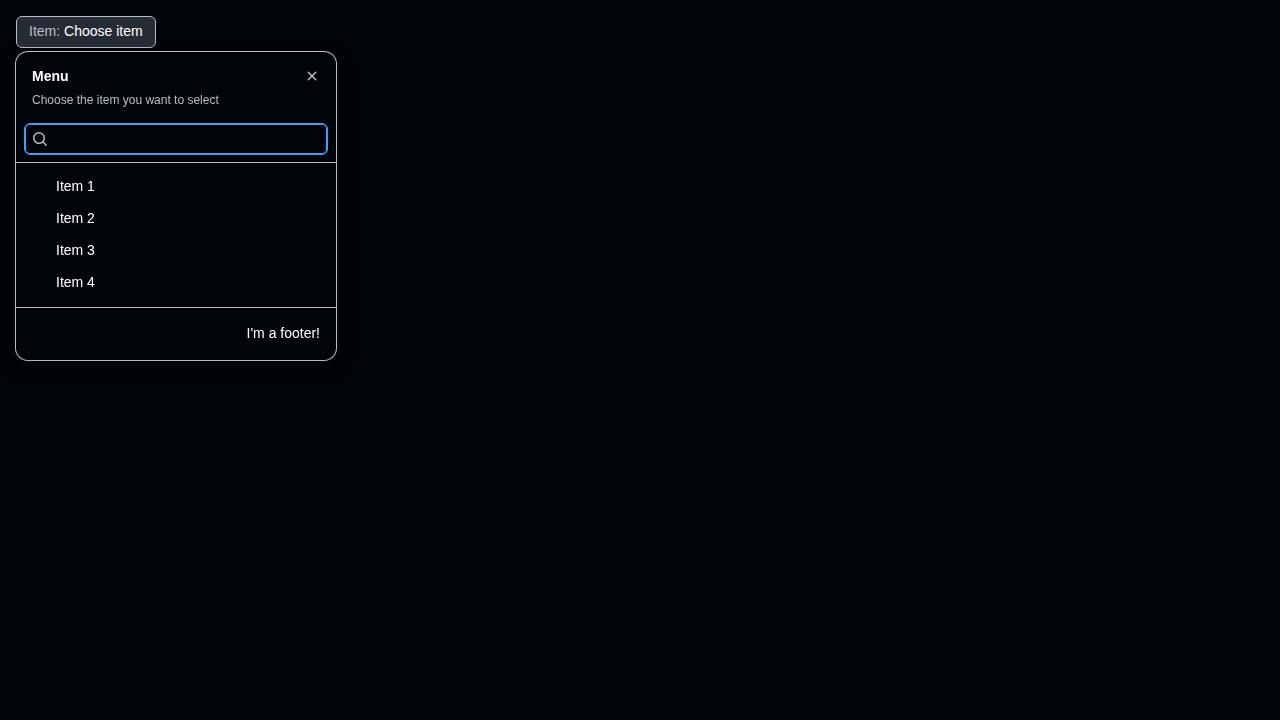 Item: Choose item
Menu
Choose the item you want to select
Item 1
Item 2
Item 3
Item 4
I'm a footer!